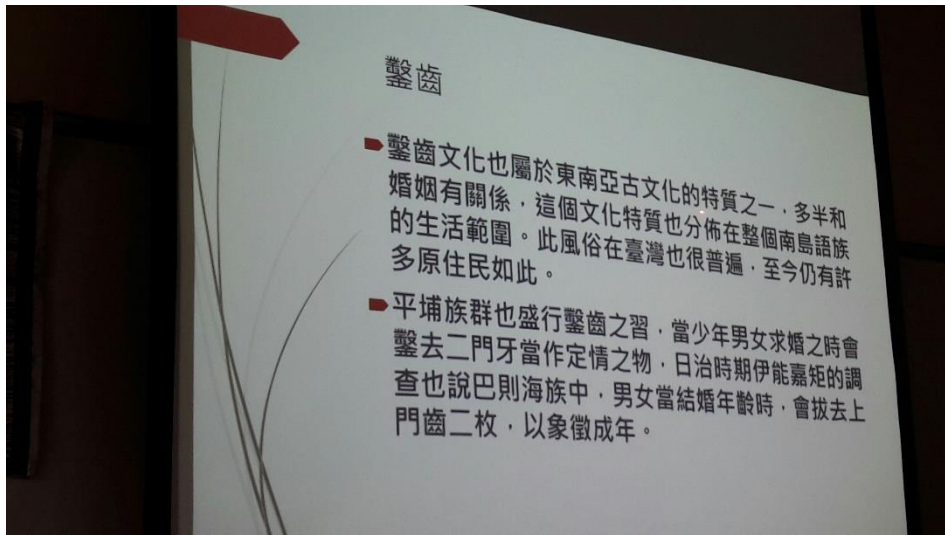 鑿齒
鑿齒文化也屬於東南亞古文化的特質之一，多半和
婚姻有關係，這個文化特質也分佈在整個南島語族
的生活範圍。此風俗在臺灣也很普遍，至今仍有許
多原住民如此。
平埔族群也盛行鑿齒之習，當少年男女求婚之時會
鑿去二門牙當作定情之物，日治時期伊能嘉矩的調
查也說巴則海族中，男女當結婚年齡時，會拔去上
門齒二枚，以象徵成年。